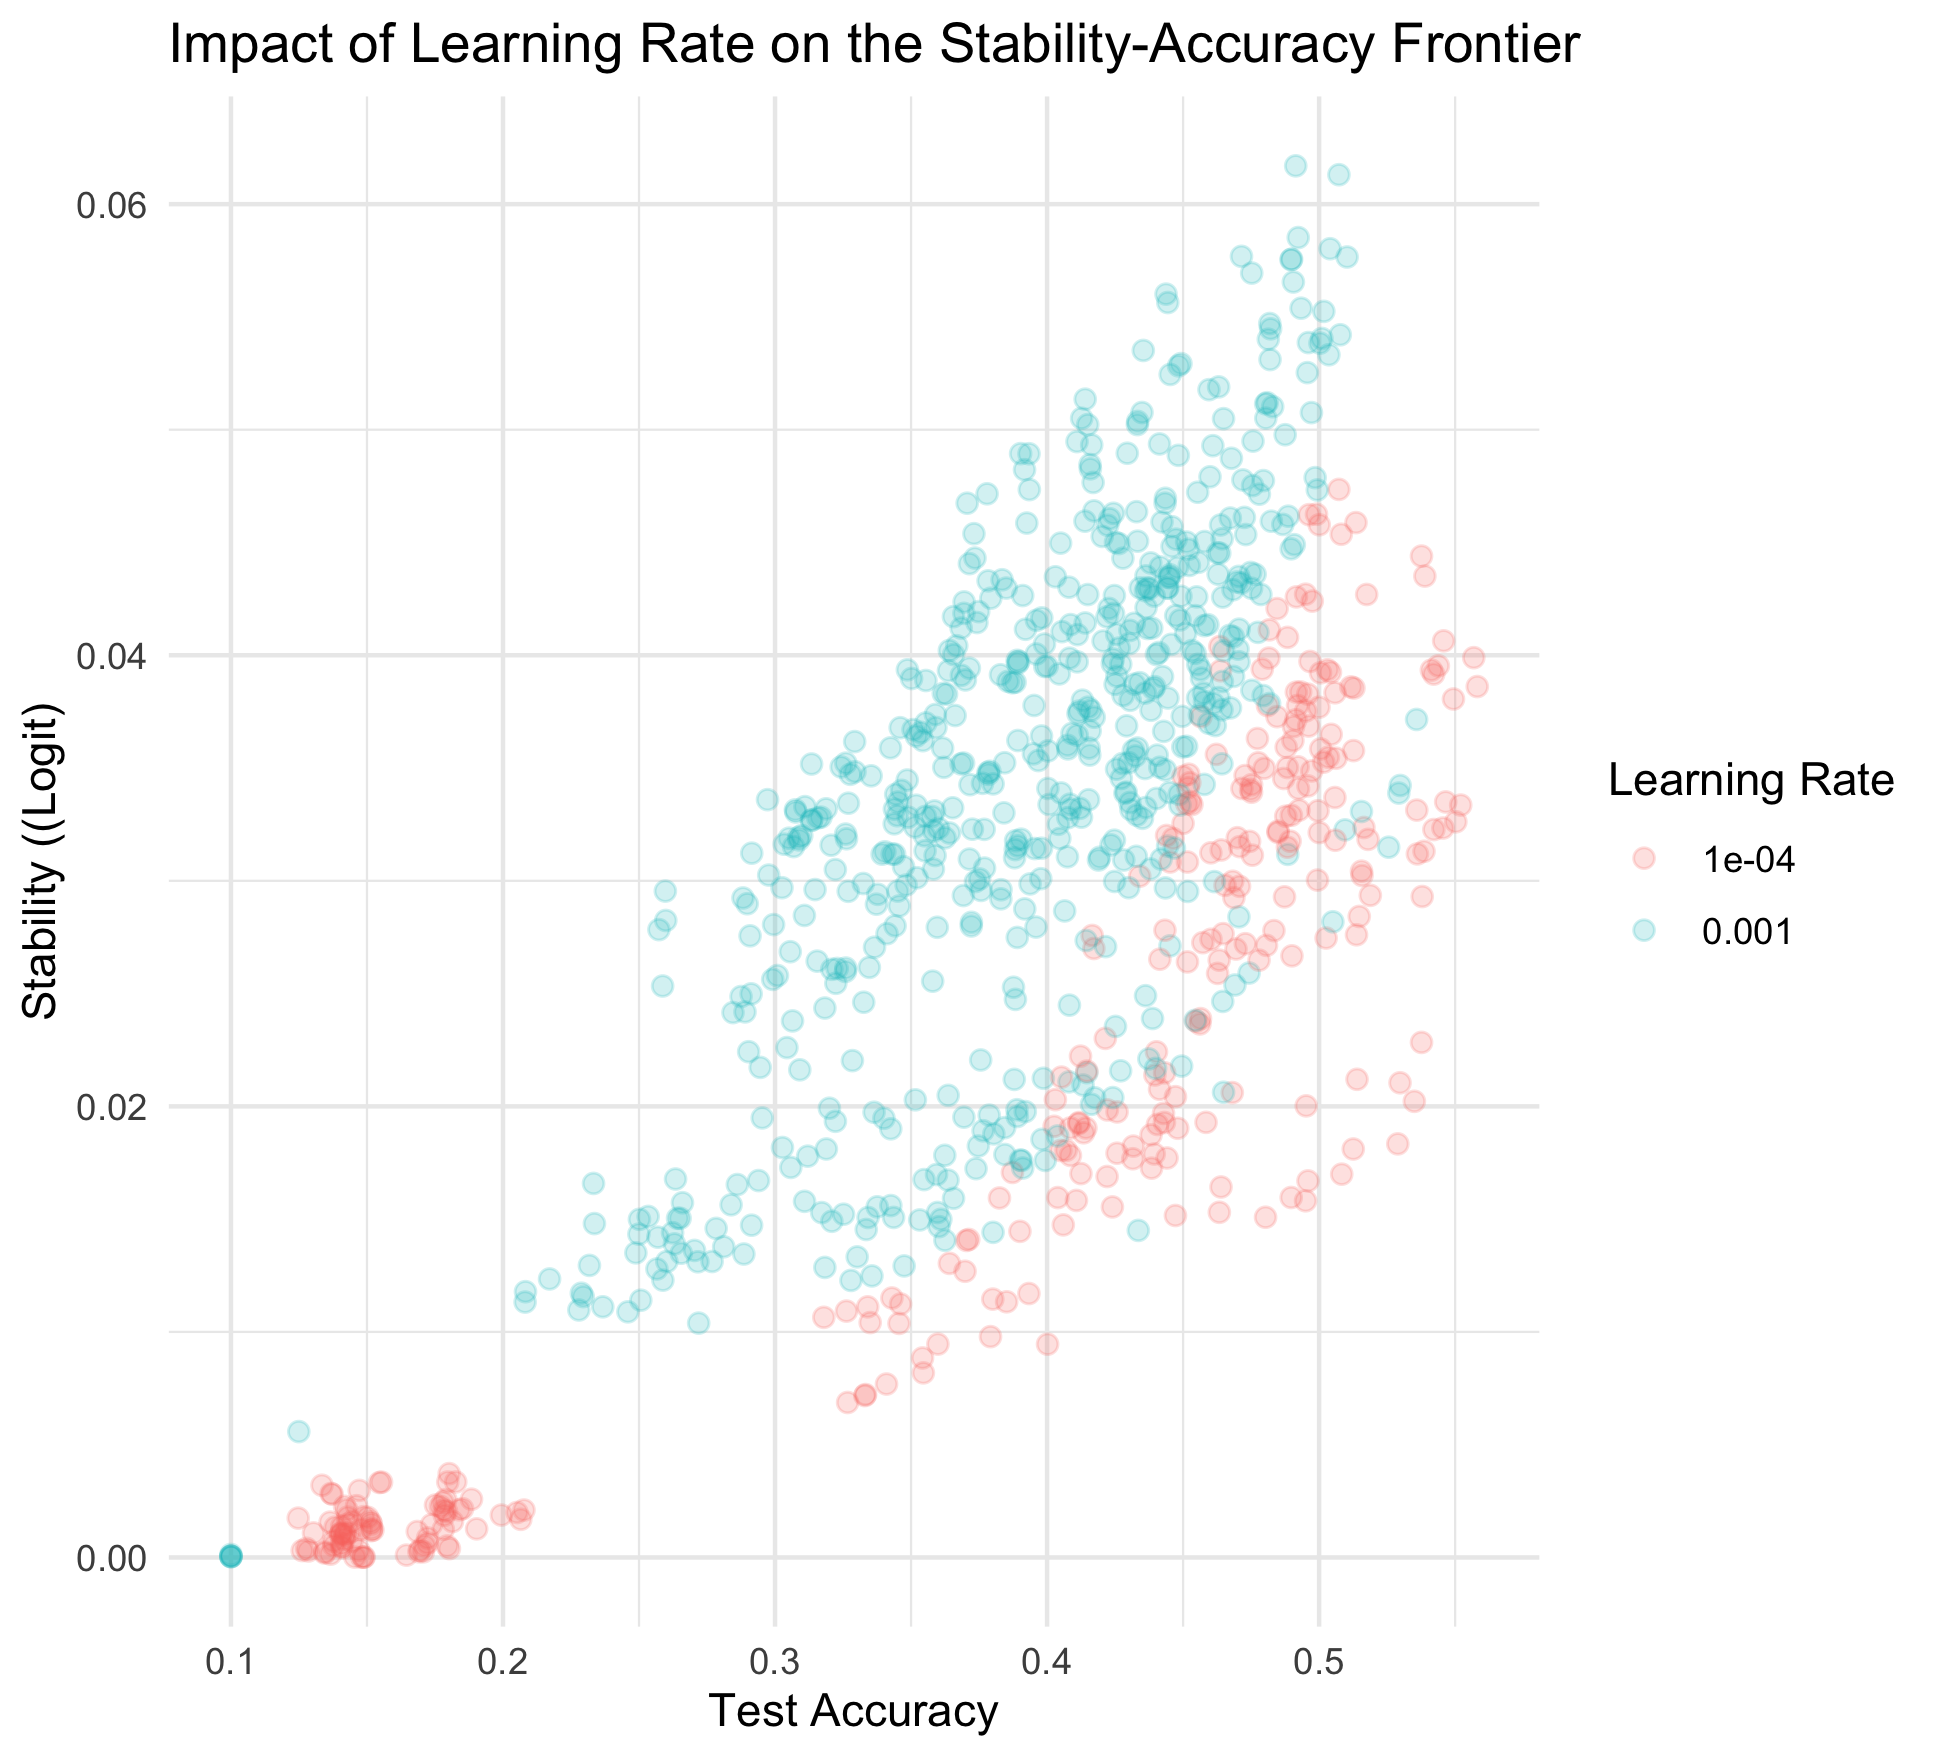 Impact of Learning Rate on the Stability-Accuracy Frontier
Stability ((Logit)
0.06
0.04
0.02
0.00
0.1 0.2 0.3 0.4 0.5
Test Accuracy
Learning Rate
1e-04
0.001